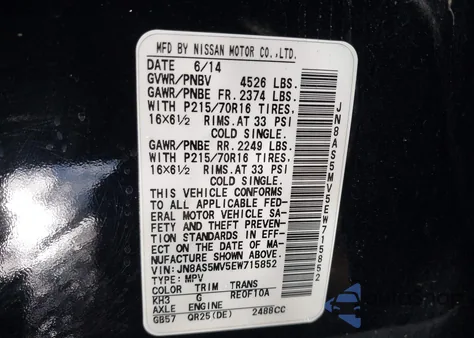 MFD BY NISSAN MOTOR CO.,LTD.
DATE 6/14
GVWR/PNBV 4526 LBS.
GAWR/PNBE FR. 2374 LBS.
WITH P215/70R16 TIRES,
16×6½ RIMS. AT 33 PSI
COLD SINGLE.
GAWR/PNBE RR. 2249 LBS.
WITH P215/70R16 TIRES,
16×6½ RIMS. AT 33 PSI
COLD SINGLE.
THIS VEHICLE CONFORMS
TO ALL APPLICABLE FED-
ERAL MOTOR VEHICLE SA-
FETY AND THEFT PREVEN-
TION STANDARDS IN EFF-
ECT ON THE DATE OF MA-
NUFACTURE SHOWN ABOVE.
VIN:JN8AS5MV5EW715852
TYPE:MPV
COLOR TRIM TRANS
KH3 G RE0F10A
AXLE ENGINE
GB57 QR25(DE) 2488CC
JN8AS5MV5EW715852